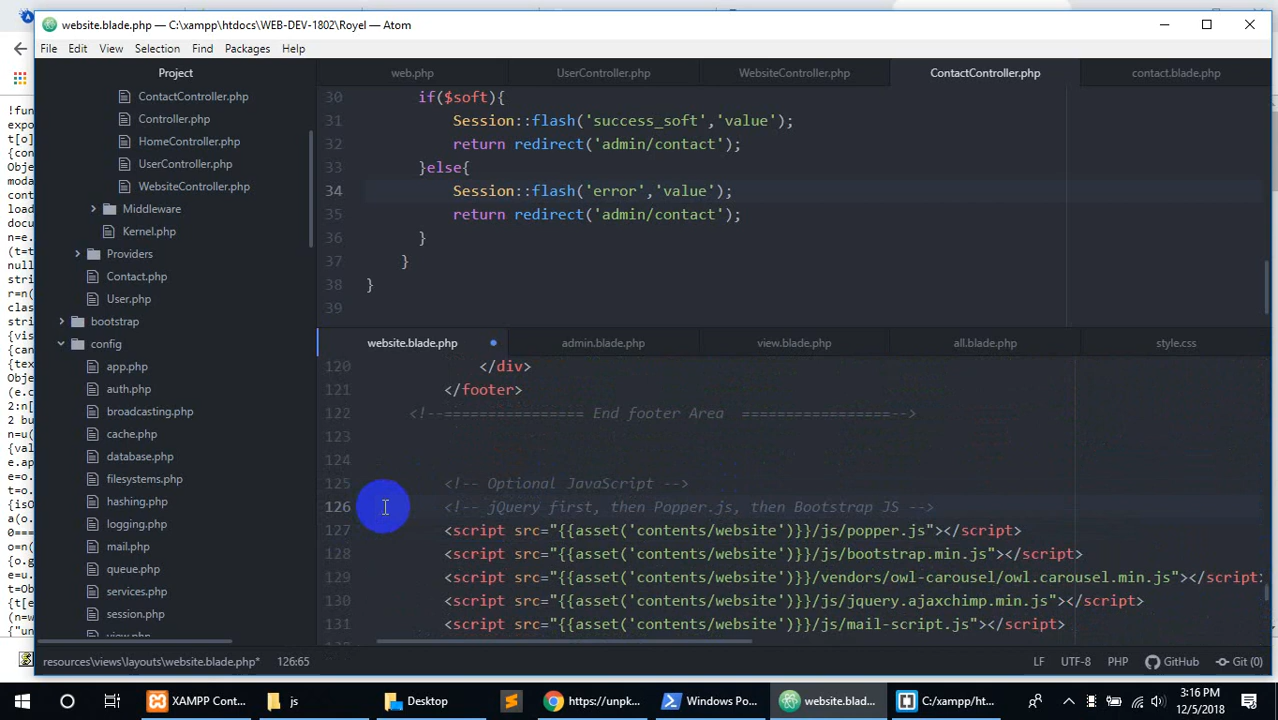 website.blade.php — C:\xampp\htdocs\WEB-DEV-1802\Royel — Atom
File Edit View Selection Find Packages Help
Project
ContactController.php
Controller.php
HomeController.php
UserController.php
WebsiteController.php
Middleware
Kernel.php
Providers
Contact.php
User.php
bootstrap
config
app.php
auth.php
broadcasting.php
cache.php
database.php
filesystems.php
hashing.php
logging.php
mail.php
queue.php
services.php
session.php
view.php
web.php UserController.php WebsiteController.php ContactController.php contact.blade.php
30 if($soft){
31 Session::flash('success_soft','value');
32 return redirect('admin/contact');
33 }else{
34 Session::flash('error','value');
35 return redirect('admin/contact');
36 }
37 }
38 }
39
website.blade.php admin.blade.php view.blade.php all.blade.php style.css
120 </div>
121 </footer>
122 <!--================ End footer Area =================-->
123
124
125 <!-- Optional JavaScript -->
126 <!-- jQuery first, then Popper.js, then Bootstrap JS -->
127 <script src="{{asset('contents/website')}}/js/popper.js"></script>
128 <script src="{{asset('contents/website')}}/js/bootstrap.min.js"></script>
129 <script src="{{asset('contents/website')}}/vendors/owl-carousel/owl.carousel.min.js"></script>
130 <script src="{{asset('contents/website')}}/js/jquery.ajaxchimp.min.js"></script>
131 <script src="{{asset('contents/website')}}/js/mail-script.js"></script>
resources\views\layouts\website.blade.php* 126:65 LF UTF-8 PHP GitHub Git (0)
XAMPP Cont... js Desktop https://unpk... Windows Po... website.blad... C:/xampp/ht... 3:16 PM
12/5/2018